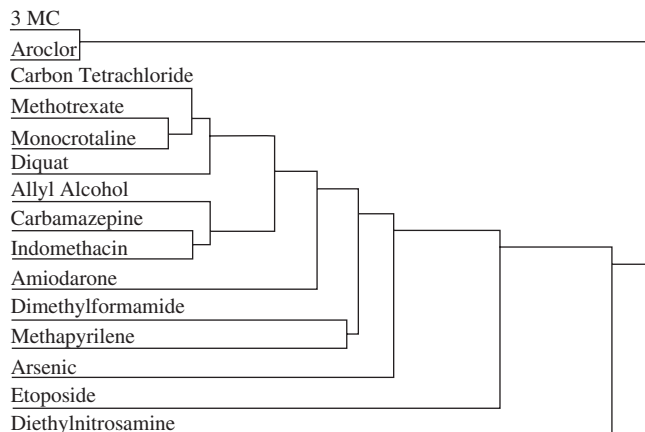 3 MC
Aroclor
Carbon Tetrachloride
Methotrexate
Monocrotaline
Diquat
Allyl Alcohol
Carbamazepine
Indomethacin
Amiodarone
Dimethylformamide
Methapyrilene
Arsenic
Etoposide
Diethylnitrosamine